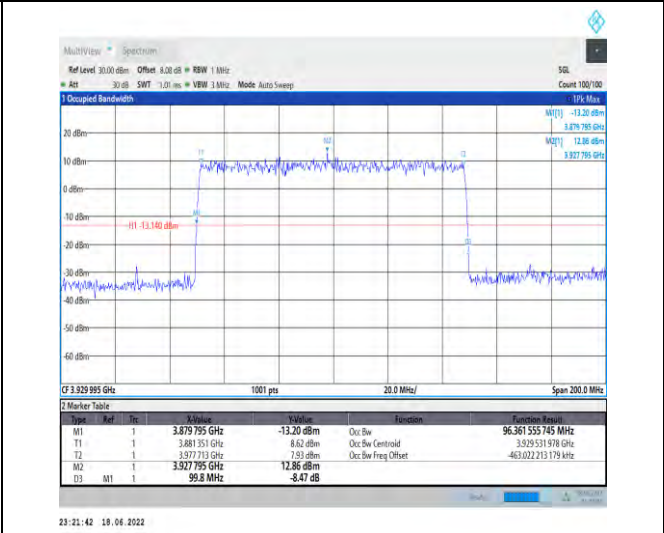 MultiView Spectrum
Ref Level 30.00 dBm Offset 8.00 dB RBW 1 MHz SGL
Att 30 dB SWT 1.01 ms VBW 3 MHz Mode Auto Sweep Count 100/100
1 Occupied Bandwidth 1Pk Max
M1[1] -13.20 dBm
3.879 795 GHz
20 dBm
M2[1] 12.86 dBm
3.927 795 GHz
T1 M2 T2
10 dBm
0 dBm
-10 dBm M1
H1 -13.140 dBm
-20 dBm D3
-30 dBm
-40 dBm
-50 dBm
-60 dBm
CF 3.929 995 GHz 1001 pts 20.0 MHz/ Span 200.0 MHz
2 Marker Table
Type Ref Trc X-Value Y-Value Function Function Result
M1 1 3.879 795 GHz -13.20 dBm Occ Bw 96.361 555 745 MHz
T1 1 3.881 351 GHz 8.62 dBm Occ Bw Centroid 3.929 531 978 GHz
T2 1 3.977 713 GHz 7.93 dBm Occ Bw Freq Offset -463.022 213 179 kHz
M2 1 3.927 795 GHz 12.86 dBm
D3 M1 1 99.8 MHz -8.47 dB
23:21:42 18.06.2022